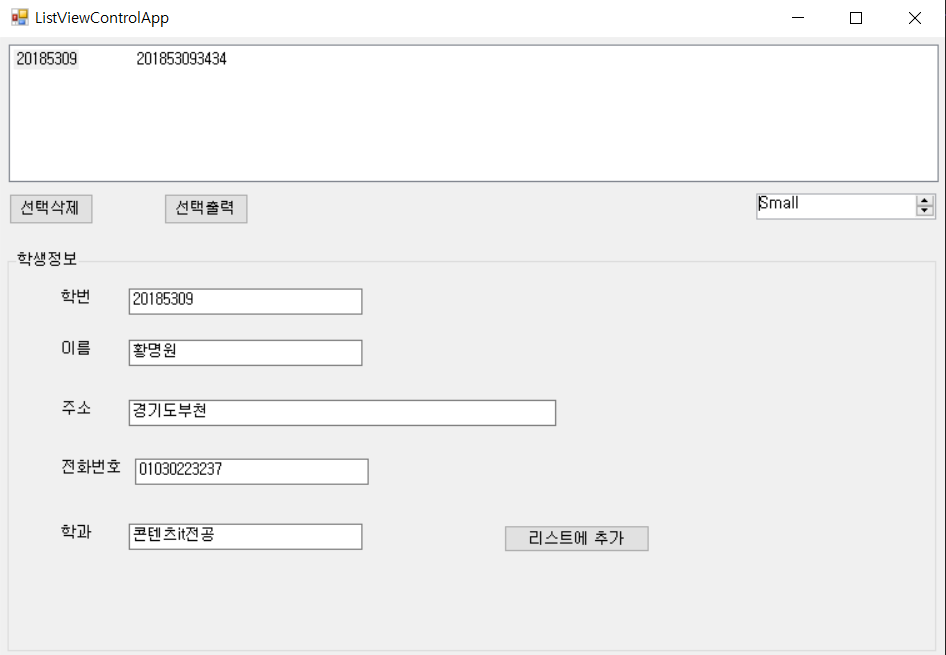 ListViewControlApp
20185309 201853093434
선택삭제 선택출력 Small
학생정보
학번 20185309
이름 황명원
주소 경기도부천
전화번호 01030223237
학과 콘텐츠it전공 리스트에 추가